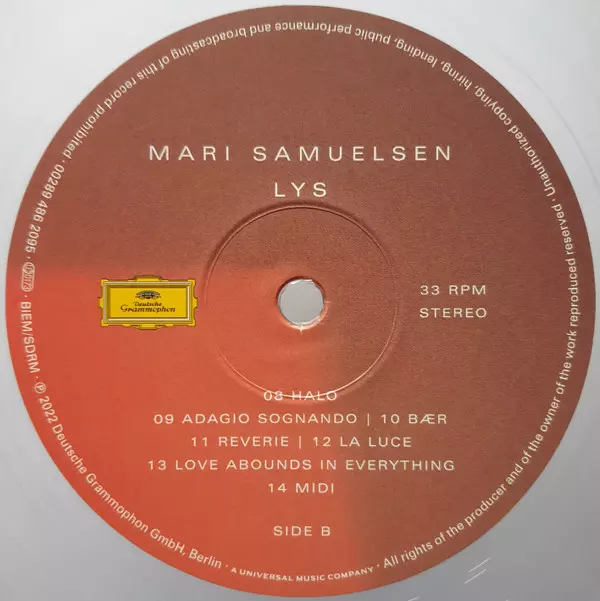 MARI SAMUELSEN
LYS
Deutsche
Grammophon
33 RPM
STEREO
08 HALO
09 ADAGIO SOGNANDO | 10 BÆR
11 REVERIE | 12 LA LUCE
13 LOVE ABOUNDS IN EVERYTHING
14 MIDI
SIDE B
℗ 2022 Deutsche Grammophon GmbH, Berlin · A UNIVERSAL MUSIC COMPANY · All rights of the producer and of the owner of the work reproduced reserved · Unauthorized copying, hiring, lending, public performance and broadcasting of this record prohibited · 00289 486 2095 · BIEM/SDRM ·